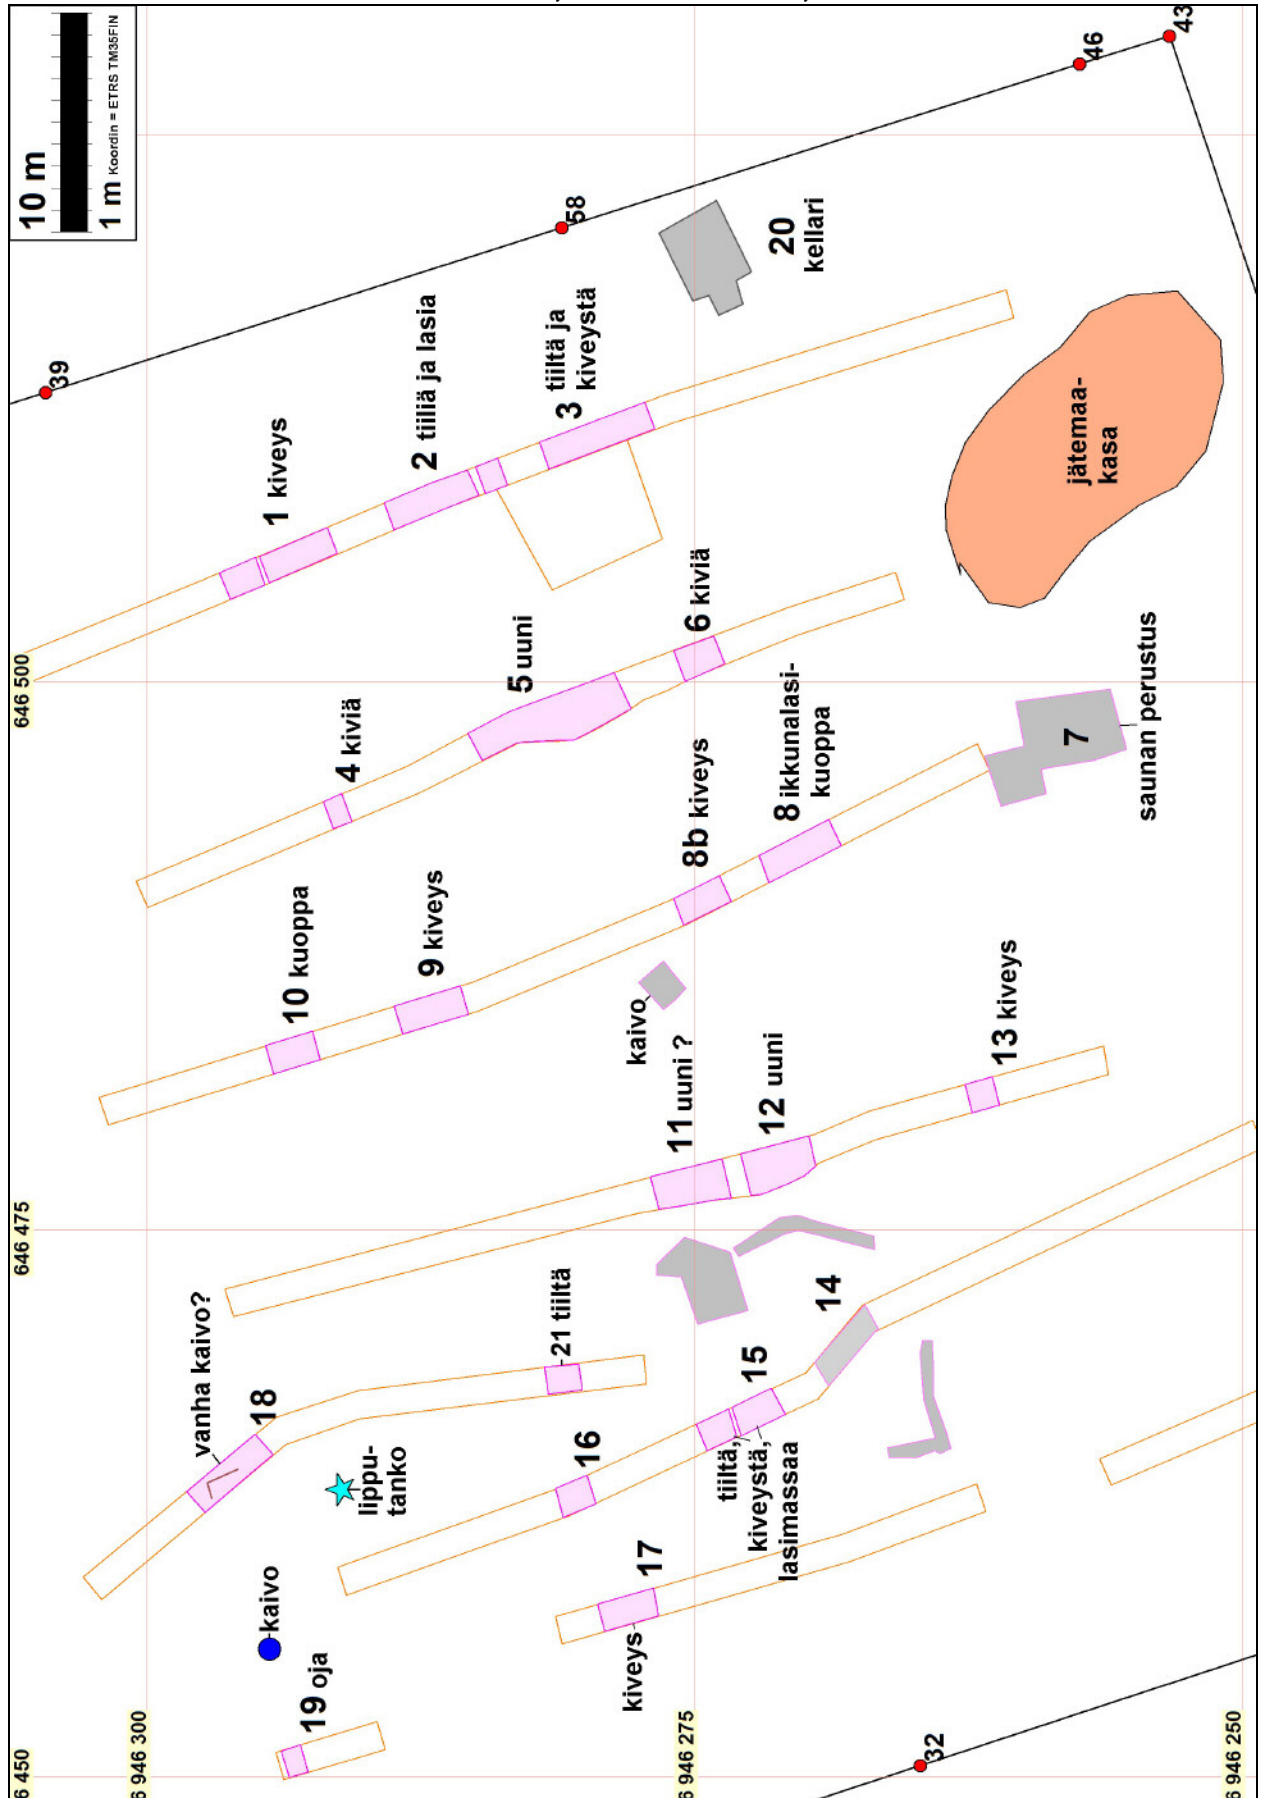 6 450
646 475
646 500
10 m
1 m Koordin = ETRS TM35FIN
39
6 946 300
vanha kaivo?
18
kaivo
19 oja
10 kuoppa
1 kiveys
4 kiviä
lippu-
tanko
9 kiveys
2 tiiliä ja lasia
5 uuni
21 tiiltä
16
3 tiiltä ja
kiveystä
58
kaivo
17
kiveys
11 uuni ?
8b kiveys
6 kiviä
6 946 275
15
tiiltä,
kiveystä,
lasimassaa
12 uuni
8 ikkunalasi-
kuoppa
20
kellari
14
32
13 kiveys
7
saunan perustus
jätemaa-
kasa
46
43
6 946 250